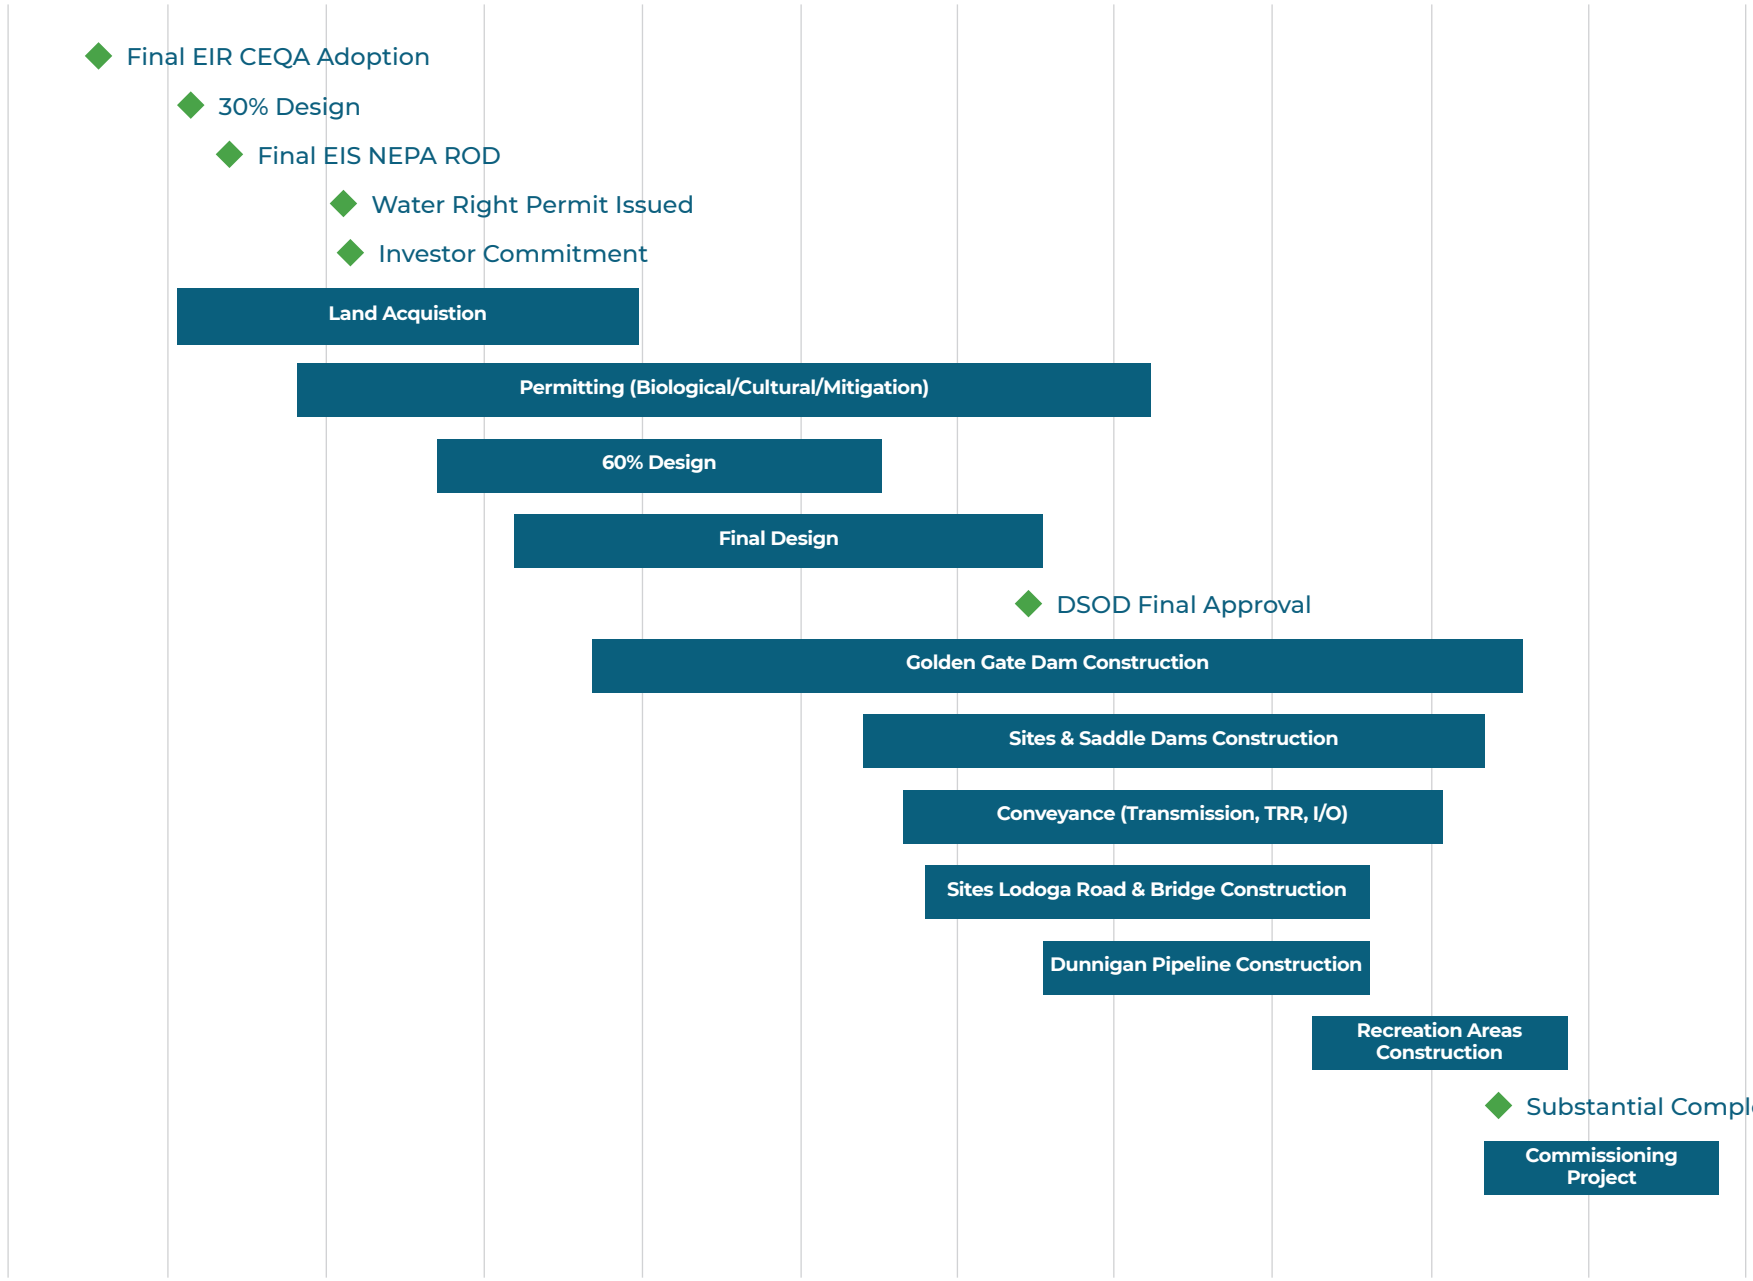 Final EIR CEQA Adoption
30% Design
Final EIS NEPA ROD
Water Right Permit Issued
Investor Commitment
Land Acquistion
Permitting (Biological/Cultural/Mitigation)
60% Design
Final Design
DSOD Final Approval
Golden Gate Dam Construction
Sites & Saddle Dams Construction
Conveyance (Transmission, TRR, I/O)
Sites Lodoga Road & Bridge Construction
Dunnigan Pipeline Construction
Recreation Areas
Construction
Substantial
Commissioning
Project